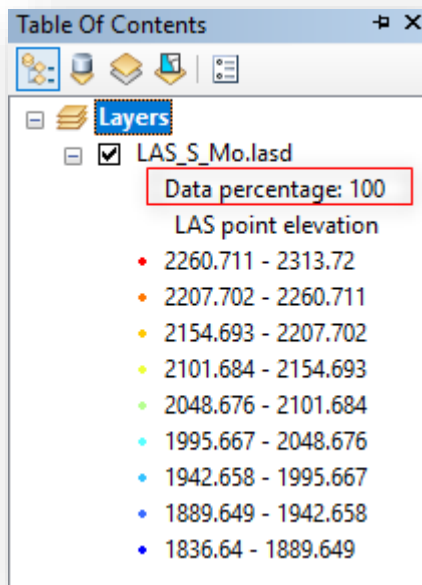 Table Of Contents
Layers
LAS_S_Mo.lasd
Data percentage: 100
LAS point elevation
2260.711 - 2313.72
2207.702 - 2260.711
2154.693 - 2207.702
2101.684 - 2154.693
2048.676 - 2101.684
1995.667 - 2048.676
1942.658 - 1995.667
1889.649 - 1942.658
1836.64 - 1889.649